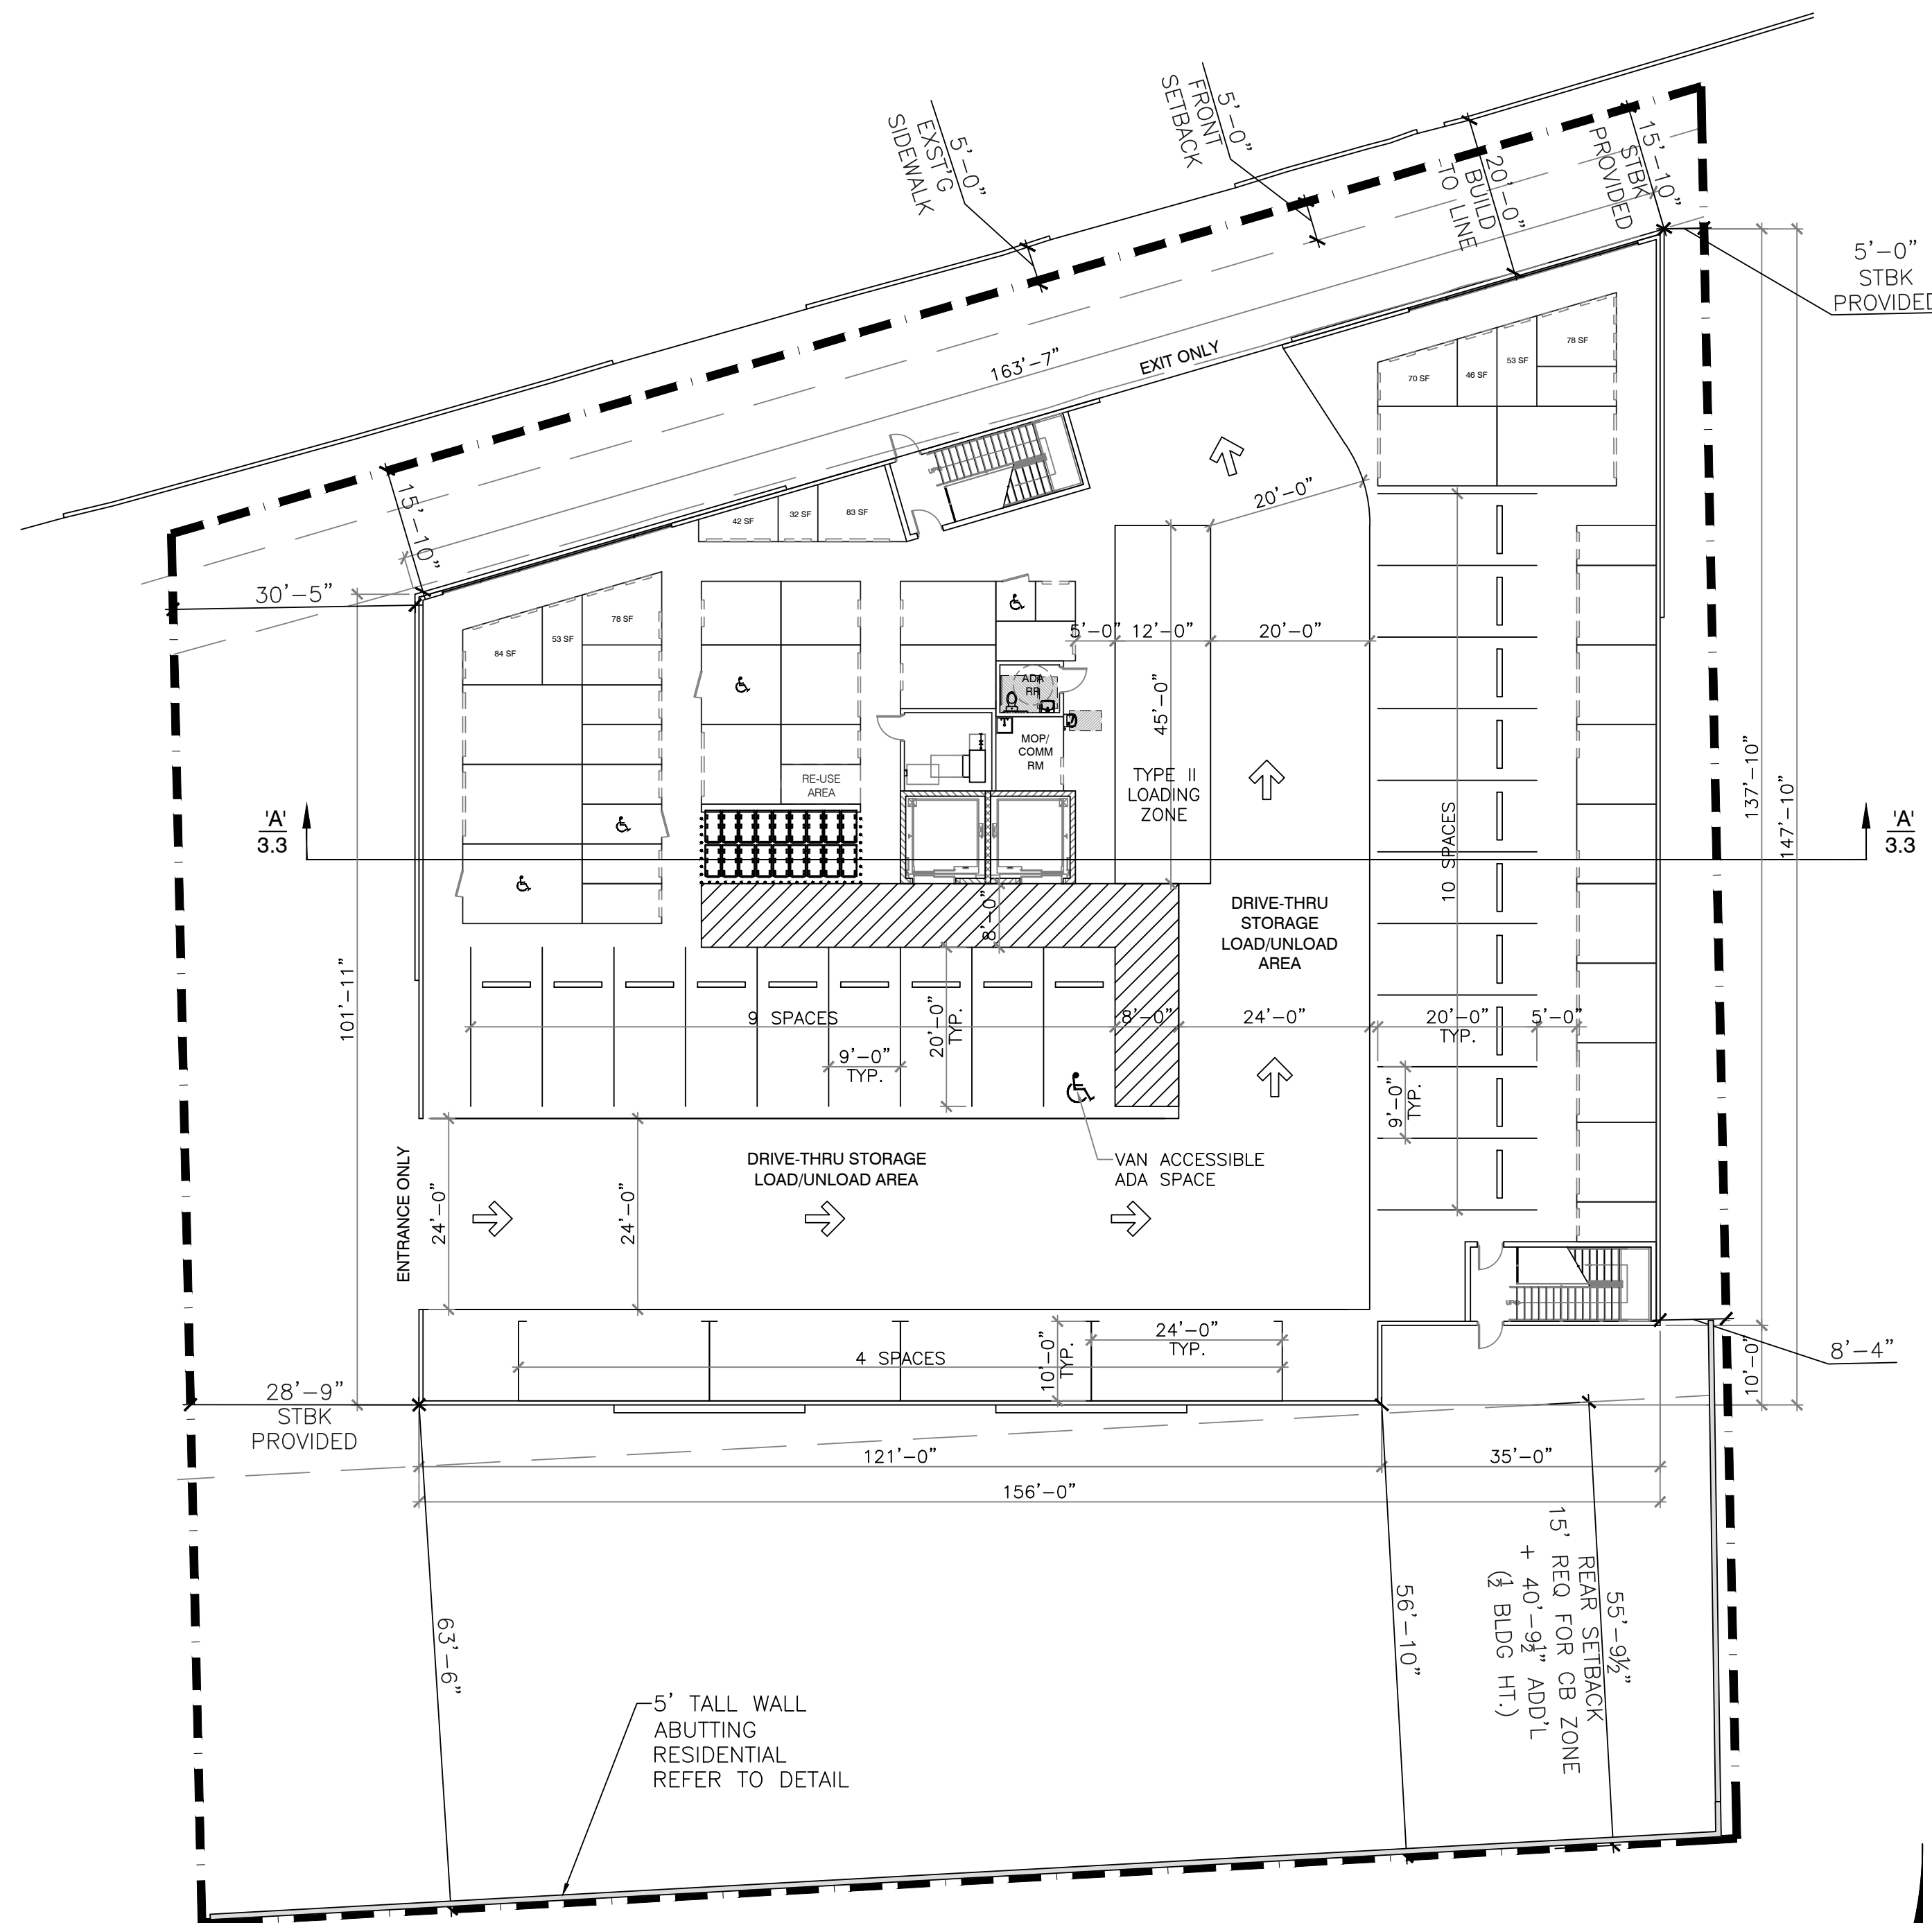 5'-0"
EXST'G
SIDEWALK
5'-0"
FRONT
SETBACK
20'-0"
BUILD
-TO LINE
15'-10"
STBK
PROVIDED
5'-0"
STBK
PROVIDED
163'-7"
EXIT ONLY
15'-10"
30'-5"
70 SF
46 SF
53 SF
78 SF
42 SF
32 SF
83 SF
UP
20'-0"
84 SF
53 SF
78 SF
5'-0"
12'-0"
20'-0"
ADA
RR
MOP/
COMM
RM
RE-USE
AREA
45'-0"
TYPE II
LOADING
ZONE
10 SPACES
137'-10"
147'-10"
'A'
3.3
'A'
3.3
8'-0"
DRIVE-THRU
STORAGE
LOAD/UNLOAD
AREA
101'-11"
9 SPACES
20'-0"
TYP.
9'-0"
TYP.
8'-0"
24'-0"
20'-0"
TYP.
5'-0"
9'-0"
TYP.
ENTRANCE ONLY
24'-0"
24'-0"
DRIVE-THRU STORAGE
LOAD/UNLOAD AREA
VAN ACCESSIBLE
ADA SPACE
UP
4 SPACES
10'-0"
TYP.
24'-0"
TYP.
10'-0"
8'-4"
28'-9"
STBK
PROVIDED
121'-0"
35'-0"
156'-0"
63'-6"
56'-10"
55'-9½"
REAR SETBACK
15' REQ FOR CB ZONE
+ 40'-9½" ADD'L
(½ BLDG HT.)
5' TALL WALL
ABUTTING
RESIDENTIAL
REFER TO DETAIL